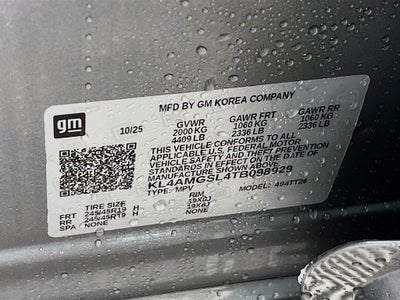 gm
MFD BY GM KOREA COMPANY
10/25 GVWR GAWR FRT GAWR RR
2000 KG 1060 KG 1060 KG
4409 LB 2336 LB 2336 LB
THIS VEHICLE CONFORMS TO ALL
APPLICABLE U.S. FEDERAL MOTOR
VEHICLE SAFETY AND THEFT PREVENTION
STANDARDS IN EFFECT ON THE DATE OF
MANUFACTURE SHOWN ABOVE.
KL4AMGSL4TB098929
TYPE: MPV MODEL: 494TT26
TIRE SIZE RIM
FRT 245/45R19 H 19X8J
RR 245/45R19 H 19X8J
SPA NONE NONE